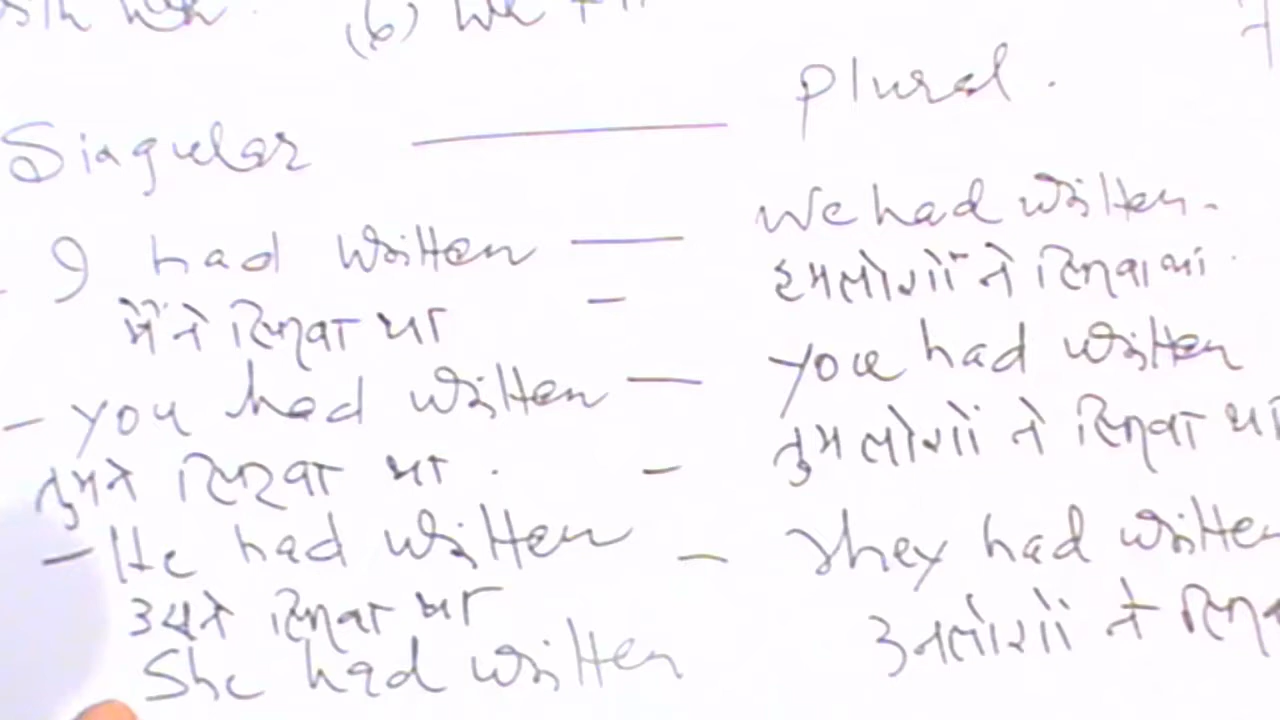 (6) We
Singular — Plural.
I had written — We had written.
मैंने लिखा था — हमलोगों ने लिखा था.
- you had written — you had written
तुमने लिखा था. — तुम लोगों ने लिखा था
- He had written — They had written
उसने लिखा था उनलोगों ने
She had written